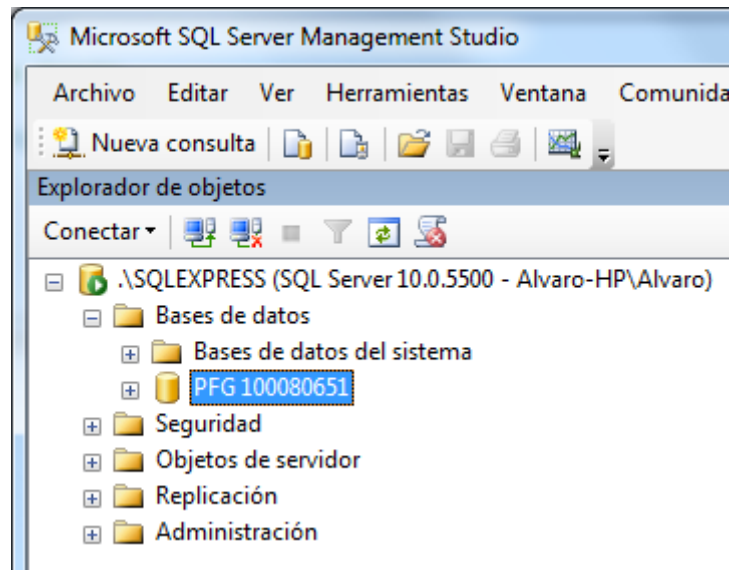 Microsoft SQL Server Management Studio
Archivo Editar Ver Herramientas Ventana Comunida
Nueva consulta
Explorador de objetos
Conectar
.\SQLEXPRESS (SQL Server 10.0.5500 - Alvaro-HP\Alvaro)
Bases de datos
Bases de datos del sistema
PFG 100080651
Seguridad
Objetos de servidor
Replicación
Administración